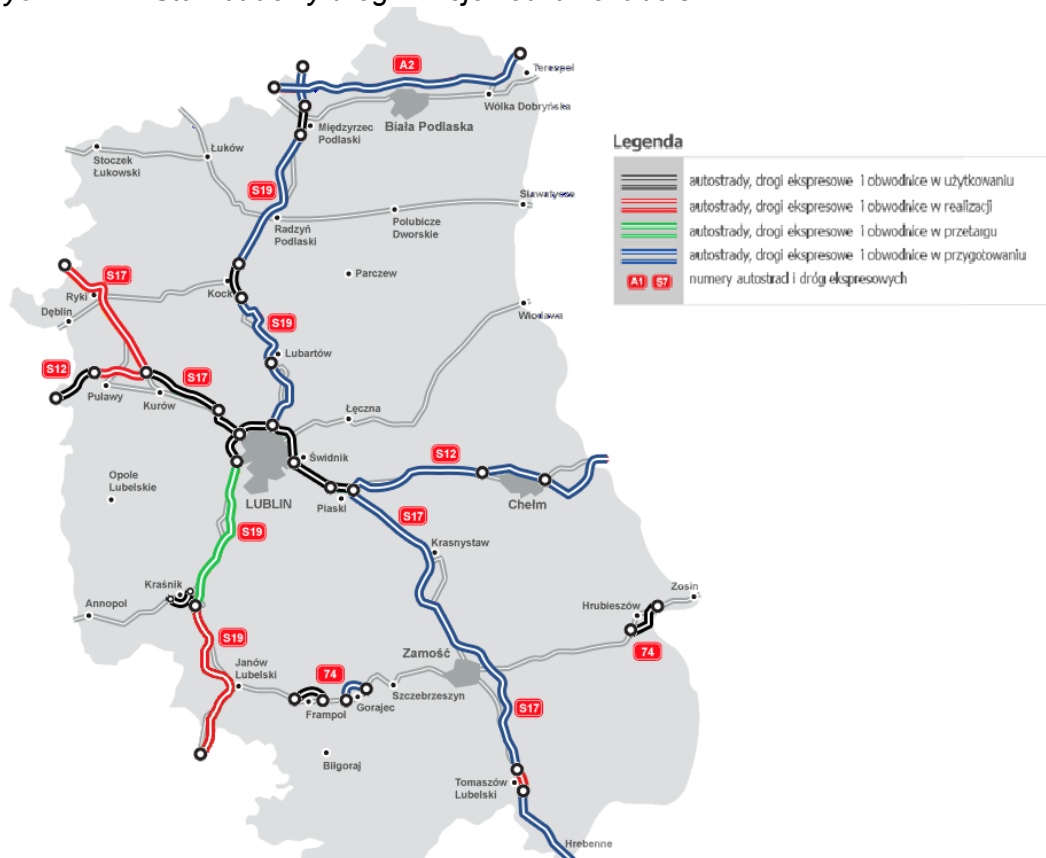 A2
Terespol
Wólka Dobryńska
Biała Podlaska
Międzyrzec
Podlaski
Łuków
Stoczek
Łukowski
S19
Sławatycze
Radzyń
Podlaski
Polubicze
Dworskie
Parczew
S17
Ryki
Kock
Dęblin
S19
Włodawa
Lubartów
S12
S17
Puławy
Kurów
Łęczna
S12
Świdnik
Opole
Lubelskie
LUBLIN
Piaski
Chełm
S17
S19
Krasnystaw
Kraśnik
Zosin
Annopol
Hrubieszów
S19
Zamość
74
Janów
Lubelski
74
Szczebrzeszyn
Frampol
Gorajec
S17
Biłgoraj
Tomaszów
Lubelski
Hrebenne
Legenda
autostrady, drogi ekspresowe i obwodnice w użytkowaniu
autostrady, drogi ekspresowe i obwodnice w realizacji
autostrady, drogi ekspresowe i obwodnice w przetargu
autostrady, drogi ekspresowe i obwodnice w przygotowaniu
A1 S7 numery autostrad i dróg ekspresowych